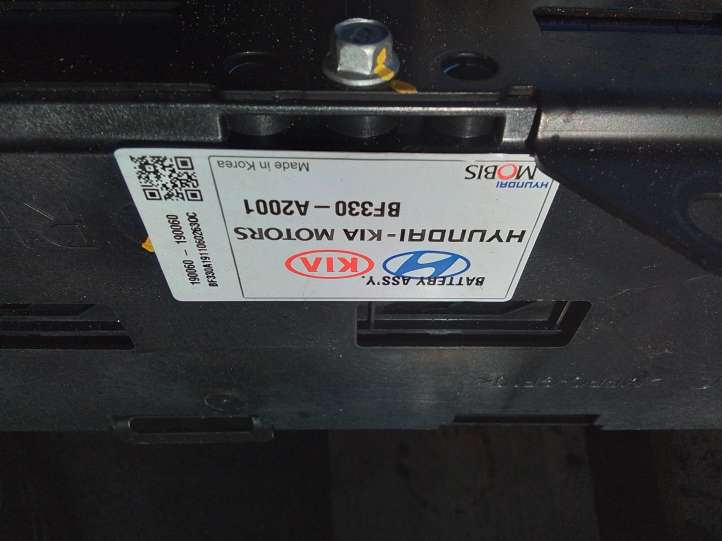 BATTERY ASS'Y.
KIA
HYUNDAI - KIA MOTORS
BF330 - A2001
HYUNDAI
MOBIS
Made in Korea
190060 - 190060